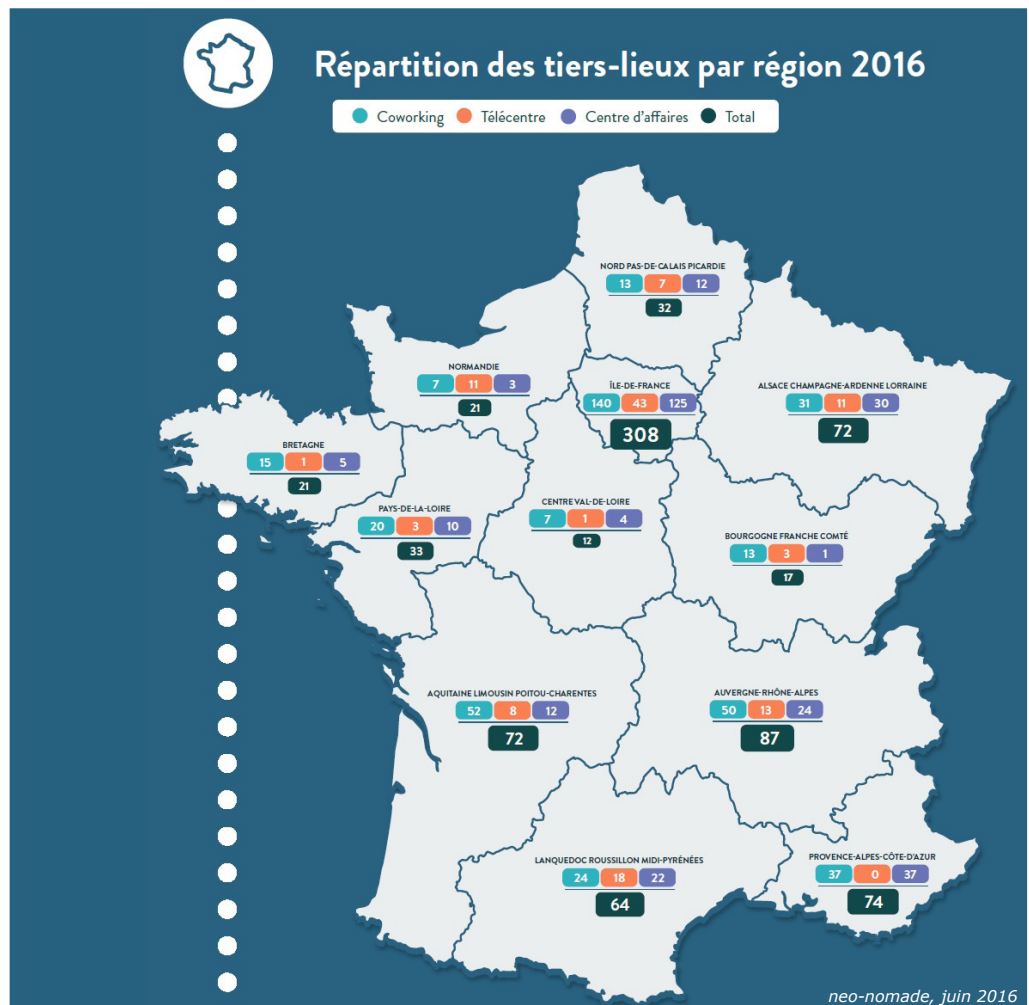 Répartition des tiers-lieux par région 2016
Coworking Télécentre Centre d'affaires Total
NORD PAS-DE-CALAIS PICARDIE
13 7 12
32
NORMANDIE
7 11 3
21
ÎLE-DE-FRANCE
140 43 125
308
ALSACE CHAMPAGNE-ARDENNE LORRAINE
31 11 30
72
BRETAGNE
15 1 5
21
PAYS-DE-LA-LOIRE
20 3 10
33
CENTRE VAL-DE-LOIRE
7 1 4
12
BOURGOGNE FRANCHE COMTÉ
13 3 1
17
AQUITAINE LIMOUSIN POITOU-CHARENTES
52 8 12
72
AUVERGNE-RHÔNE-ALPES
50 13 24
87
LANQUEDOC ROUSSILLON MIDI-PYRÉNÉES
24 18 22
64
PROVENCE-ALPES-CÔTE-D'AZUR
37 0 37
74
neo-nomade, juin 2016